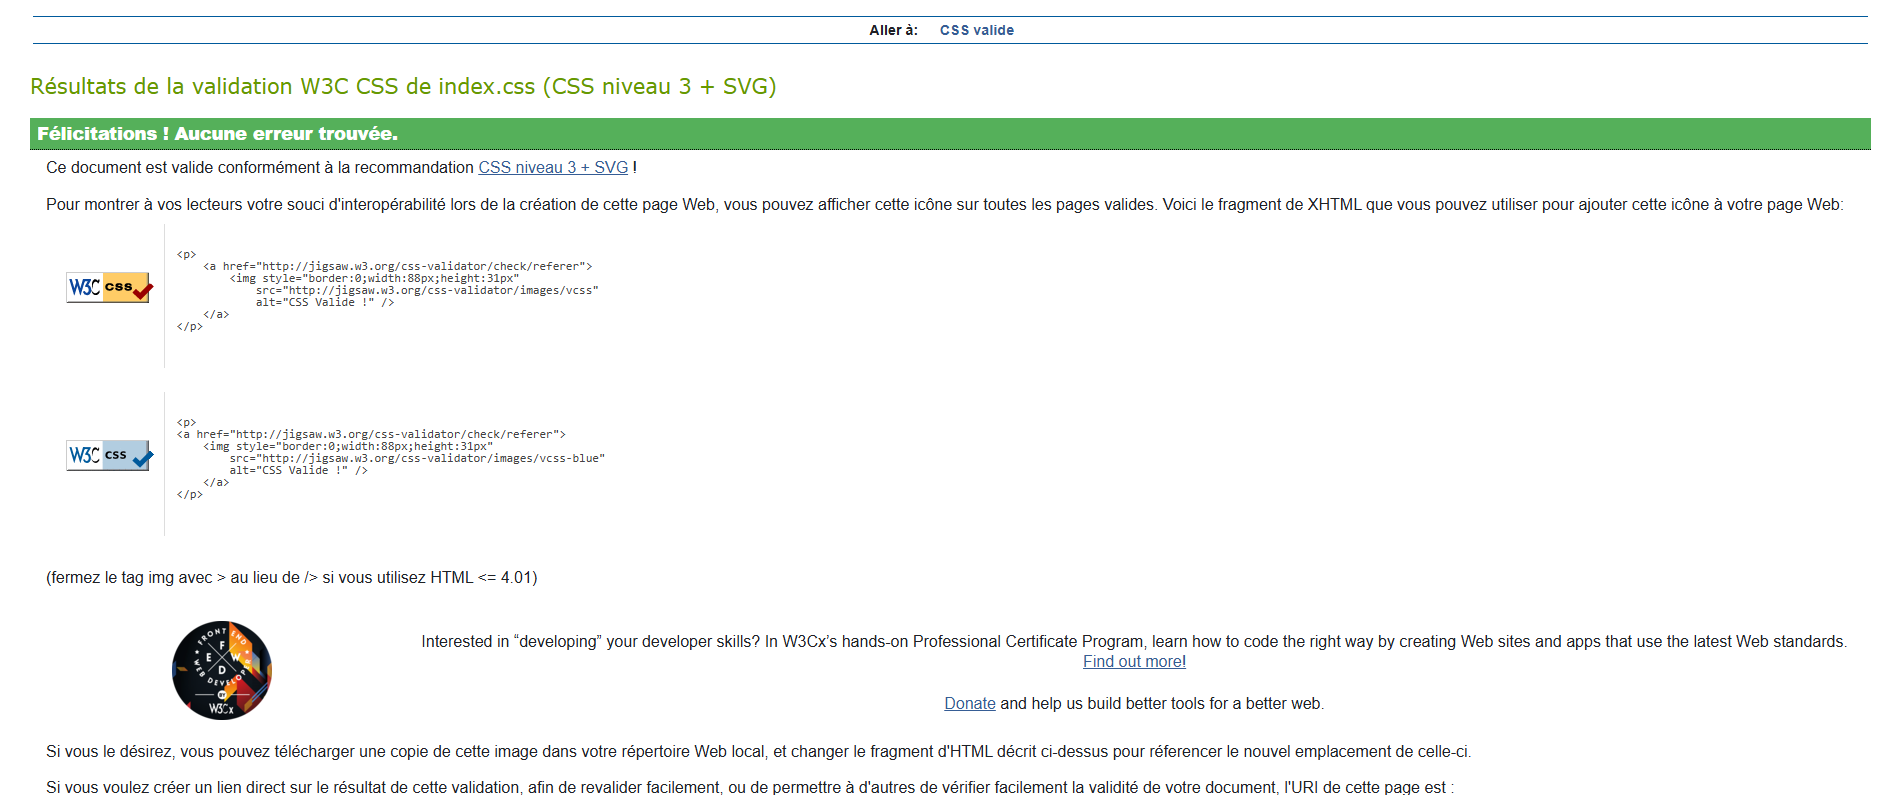 Aller à: CSS valide
Résultats de la validation W3C CSS de index.css (CSS niveau 3 + SVG)
Félicitations ! Aucune erreur trouvée.
Ce document est valide conformément à la recommandation CSS niveau 3 + SVG !
Pour montrer à vos lecteurs votre souci d'interopérabilité lors de la création de cette page Web, vous pouvez afficher cette icône sur toutes les pages valides. Voici le fragment de XHTML que vous pouvez utiliser pour ajouter cette icône à votre page Web:
W3C css
<p>
    <a href="http://jigsaw.w3.org/css-validator/check/referer">
        <img style="border:0;width:88px;height:31px"
            src="http://jigsaw.w3.org/css-validator/images/vcss"
            alt="CSS Valide !" />
    </a>
</p>
W3C css
<p>
<a href="http://jigsaw.w3.org/css-validator/check/referer">
    <img style="border:0;width:88px;height:31px"
        src="http://jigsaw.w3.org/css-validator/images/vcss-blue"
        alt="CSS Valide !" />
    </a>
</p>
(fermez le tag img avec > au lieu de /> si vous utilisez HTML <= 4.01)
FRONT END
F
E W
D
WEB DEVELOPER
BY
W3Cx
Interested in “developing” your developer skills? In W3Cx’s hands-on Professional Certificate Program, learn how to code the right way by creating Web sites and apps that use the latest Web standards.
Find out more!
Donate and help us build better tools for a better web.
Si vous le désirez, vous pouvez télécharger une copie de cette image dans votre répertoire Web local, et changer le fragment d'HTML décrit ci-dessus pour réferencer le nouvel emplacement de celle-ci.
Si vous voulez créer un lien direct sur le résultat de cette validation, afin de revalider facilement, ou de permettre à d'autres de vérifier facilement la validité de votre document, l'URI de cette page est :